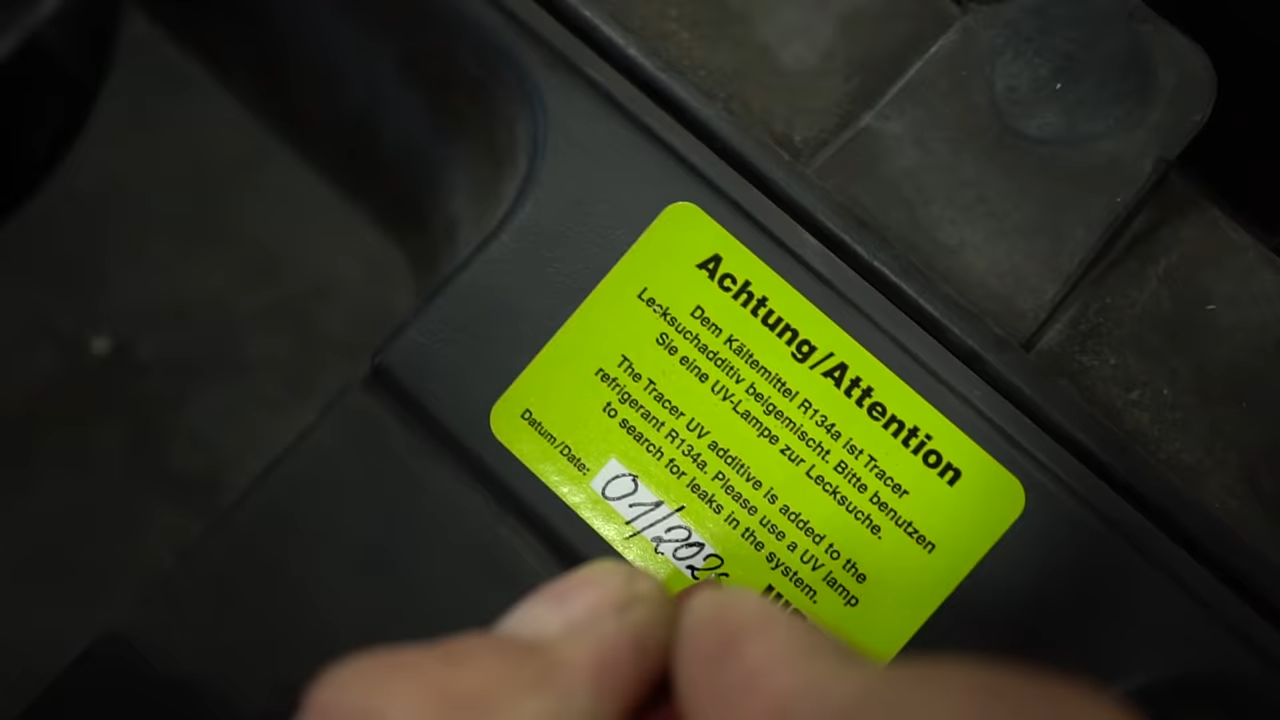 Achtung/Attention
Dem Kältemittel R134a ist Tracer
Lecksuchadditiv beigemischt. Bitte benutzen
Sie eine UV-Lampe zur Lecksuche.
The Tracer UV additive is added to the
refrigerant R134a. Please use a UV lamp
to search for leaks in the system.
Datum/Date: